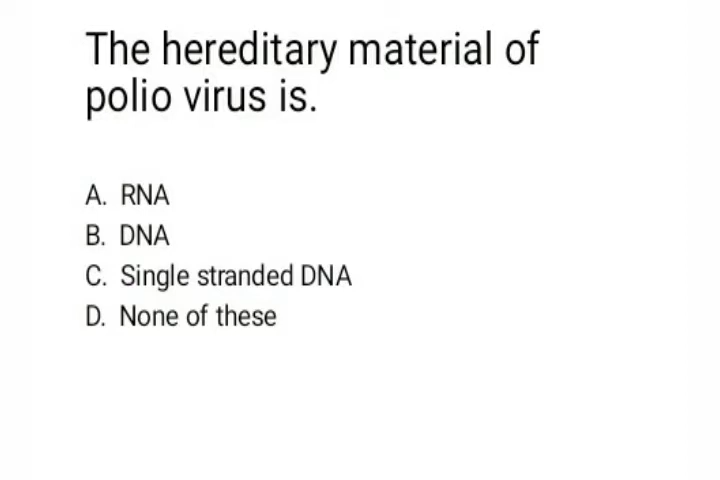 The hereditary material of
polio virus is.
A. RNA
B. DNA
C. Single stranded DNA
D. None of these